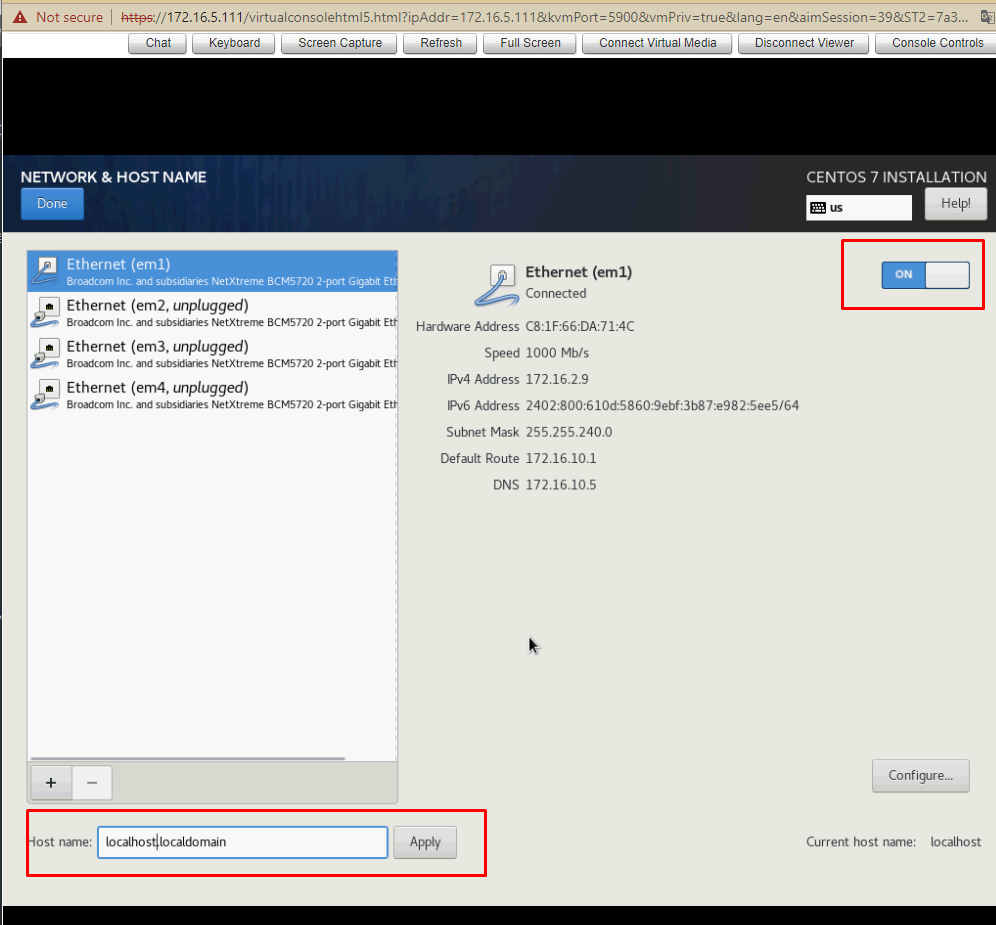 Not secure | https://172.16.5.111/virtualconsolehtml5.html?ipAddr=172.16.5.111&kvmPort=5900&vmPriv=true&lang=en&aimSession=39&ST2=7a3...
Chat Keyboard Screen Capture Refresh Full Screen Connect Virtual Media Disconnect Viewer Console Controls
NETWORK & HOST NAME
Done
CENTOS 7 INSTALLATION
us
Help!
Ethernet (em1)
Broadcom Inc. and subsidiaries NetXtreme BCM5720 2-port Gigabit Eth
Ethernet (em2, unplugged)
Broadcom Inc. and subsidiaries NetXtreme BCM5720 2-port Gigabit Eth
Ethernet (em3, unplugged)
Broadcom Inc. and subsidiaries NetXtreme BCM5720 2-port Gigabit Eth
Ethernet (em4, unplugged)
Broadcom Inc. and subsidiaries NetXtreme BCM5720 2-port Gigabit Eth
+ −
Ethernet (em1)
Connected
ON
Hardware Address C8:1F:66:DA:71:4C
Speed 1000 Mb/s
IPv4 Address 172.16.2.9
IPv6 Address 2402:800:610d:5860:9ebf:3b87:e982:5ee5/64
Subnet Mask 255.255.240.0
Default Route 172.16.10.1
DNS 172.16.10.5
Configure...
Host name: localhost.localdomain Apply
Current host name: localhost